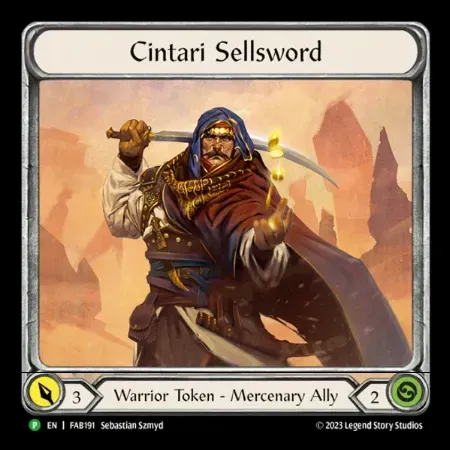 Cintari Sellsword
3 Warrior Token - Mercenary Ally 2
P EN | FAB191 Sebastian Szmyd © 2023 Legend Story Studios